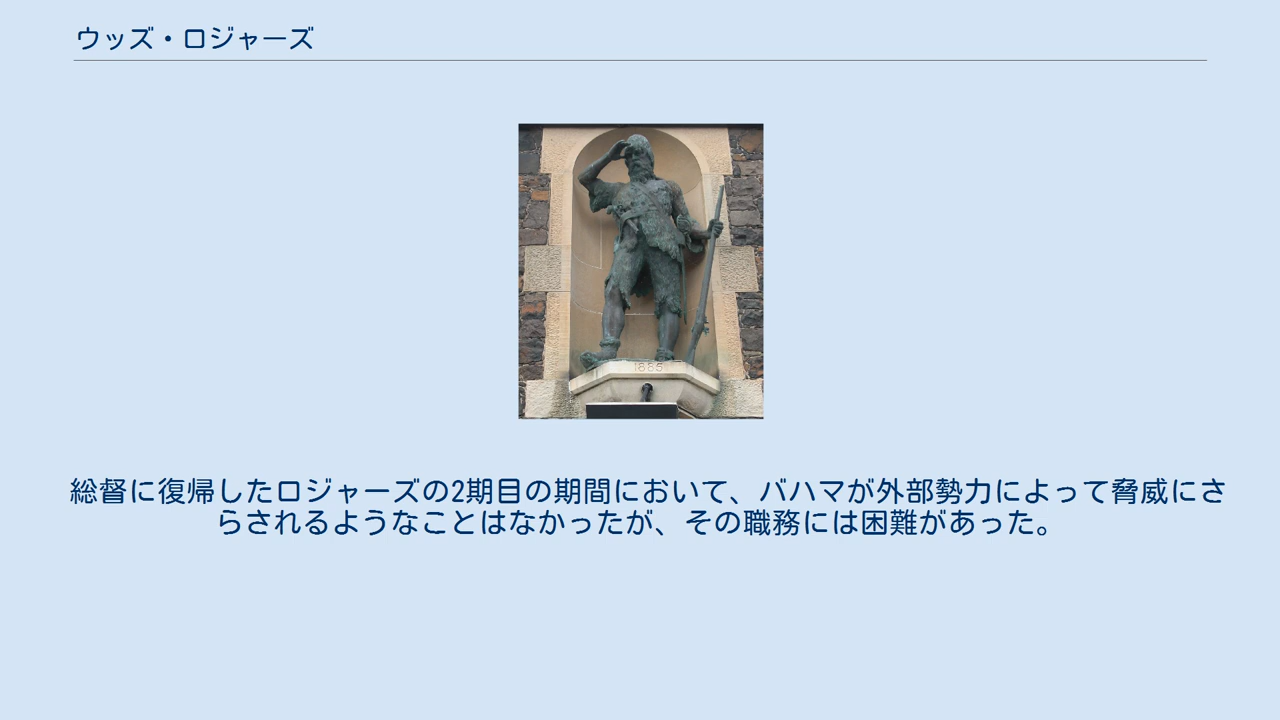 ウッズ・ロジャーズ
1885
総督に復帰したロジャーズの2期目の期間において、バハマが外部勢力によって脅威にさ
らされるようなことはなかったが、その職務には困難があった。